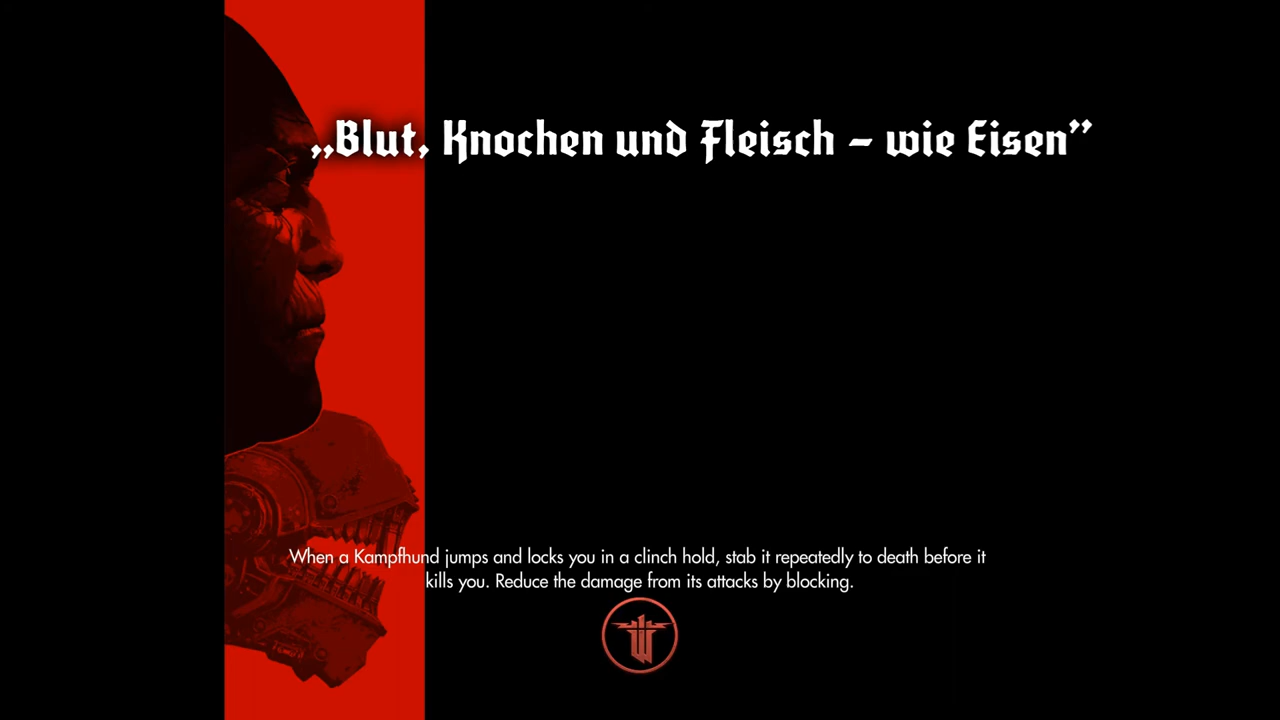 „Blut, Knochen und Fleisch – wie Eisen”
When a Kampfhund jumps and locks you in a clinch hold, stab it repeatedly to death before it
kills you. Reduce the damage from its attacks by blocking.